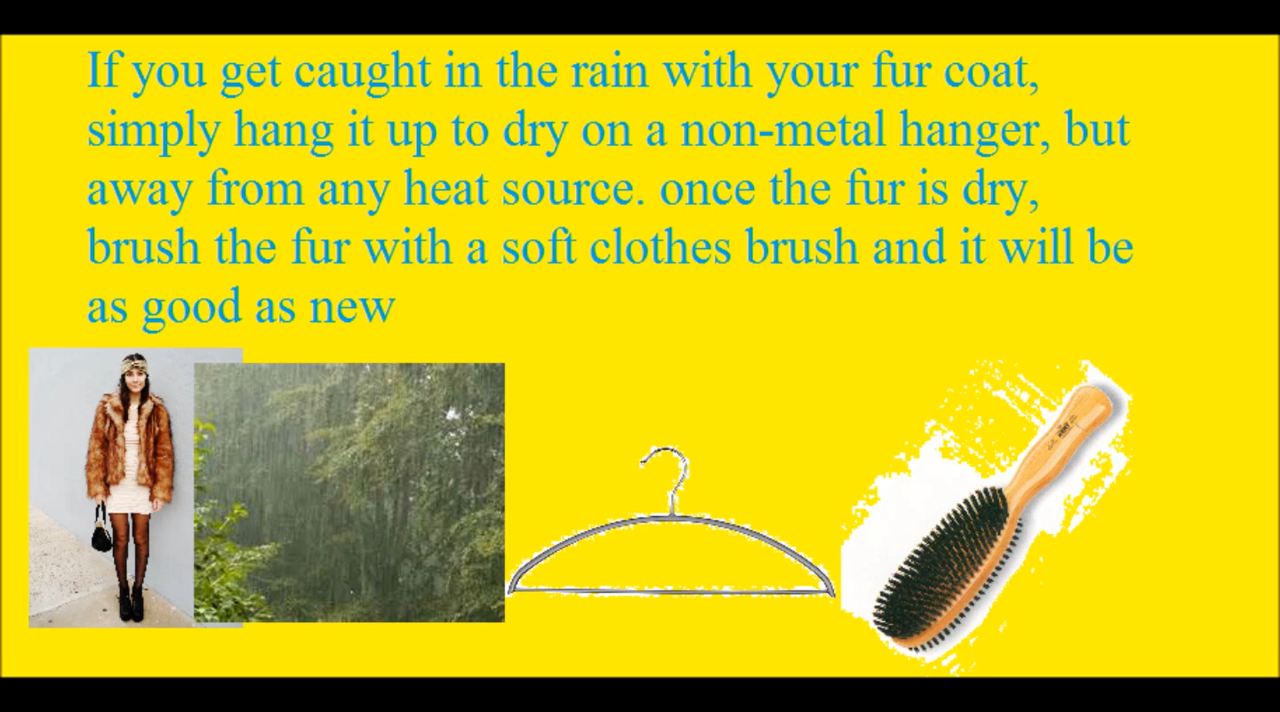 If you get caught in the rain with your fur coat,
simply hang it up to dry on a non-metal hanger, but
away from any heat source. once the fur is dry,
brush the fur with a soft clothes brush and it will be
as good as new